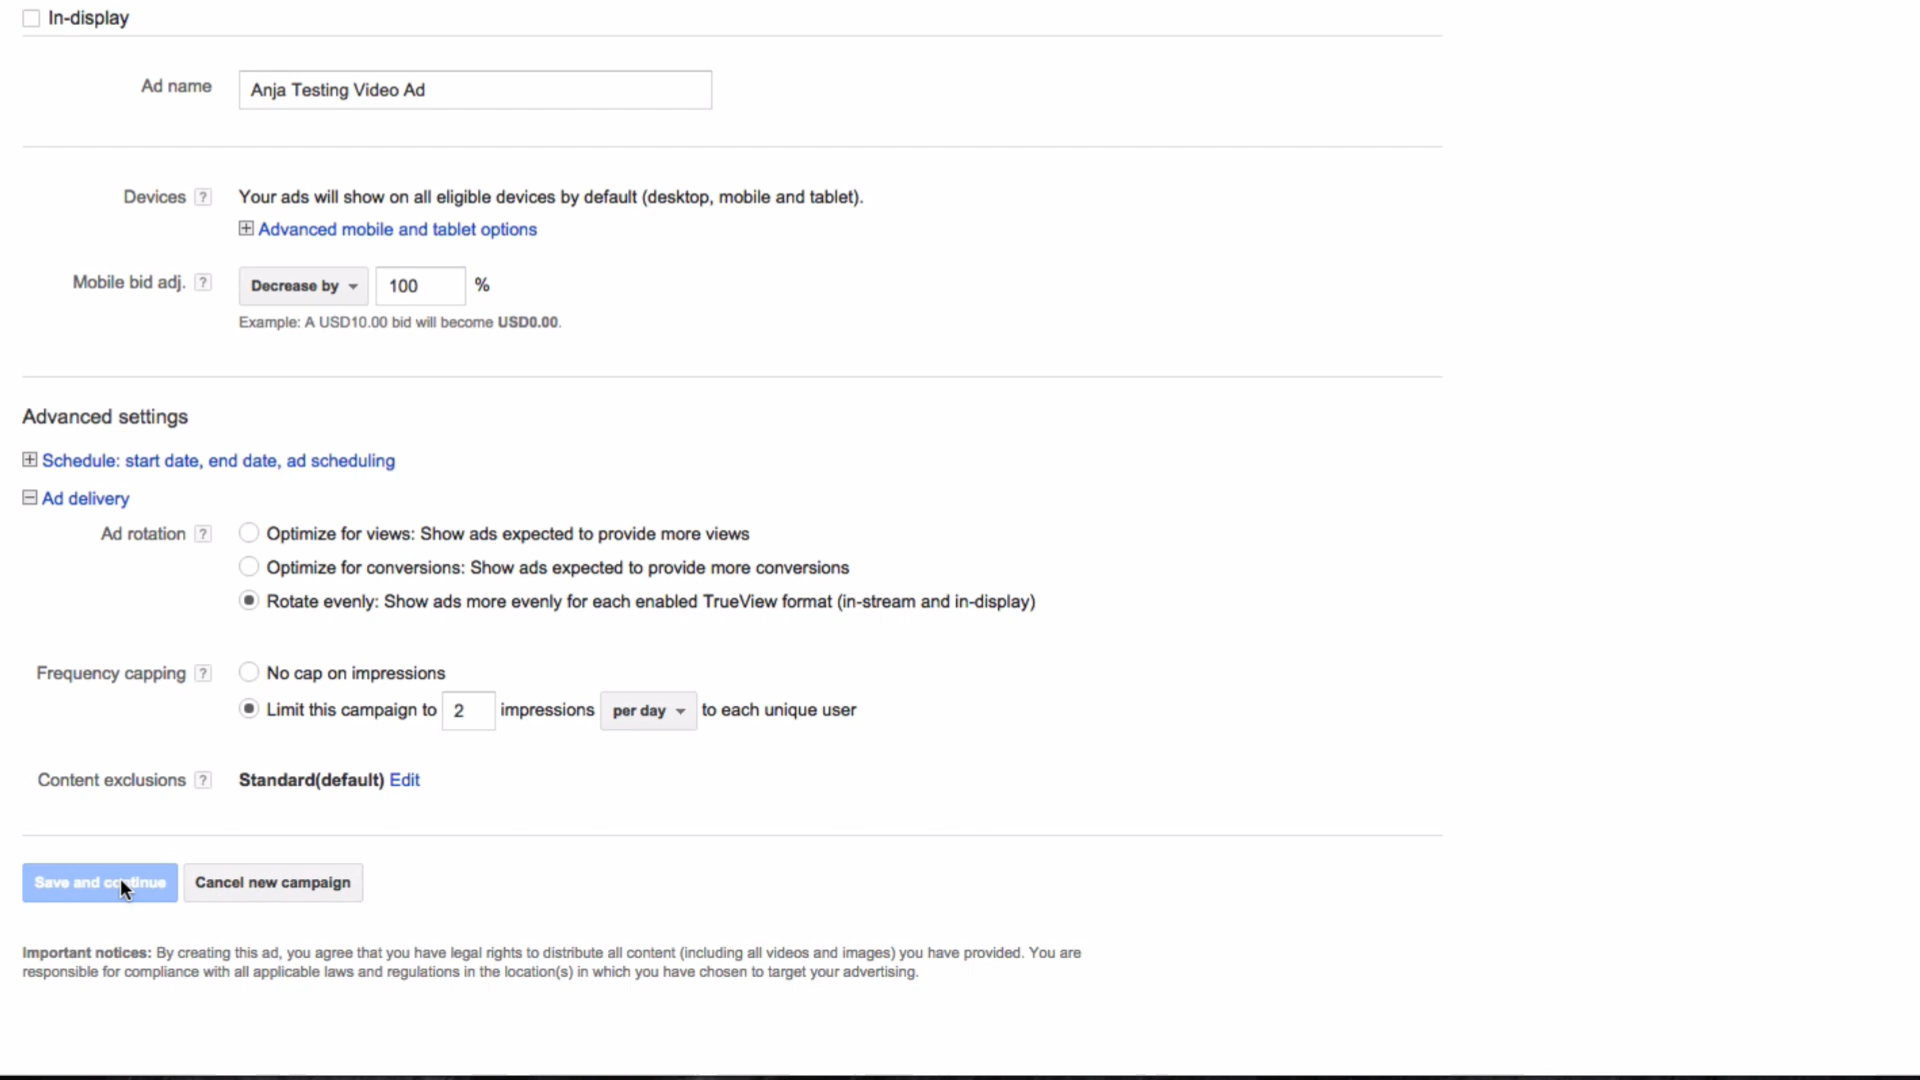 In-display
Ad name Anja Testing Video Ad
Devices ? Your ads will show on all eligible devices by default (desktop, mobile and tablet).
Advanced mobile and tablet options
Mobile bid adj. ? Decrease by 100 %
Example: A USD10.00 bid will become USD0.00.
Advanced settings
Schedule: start date, end date, ad scheduling
Ad delivery
Ad rotation ? Optimize for views: Show ads expected to provide more views
Optimize for conversions: Show ads expected to provide more conversions
Rotate evenly: Show ads more evenly for each enabled TrueView format (in-stream and in-display)
Frequency capping ? No cap on impressions
Limit this campaign to 2 impressions per day to each unique user
Content exclusions ? Standard(default) Edit
Save and continue Cancel new campaign
Important notices: By creating this ad, you agree that you have legal rights to distribute all content (including all videos and images) you have provided. You are
responsible for compliance with all applicable laws and regulations in the location(s) in which you have chosen to target your advertising.